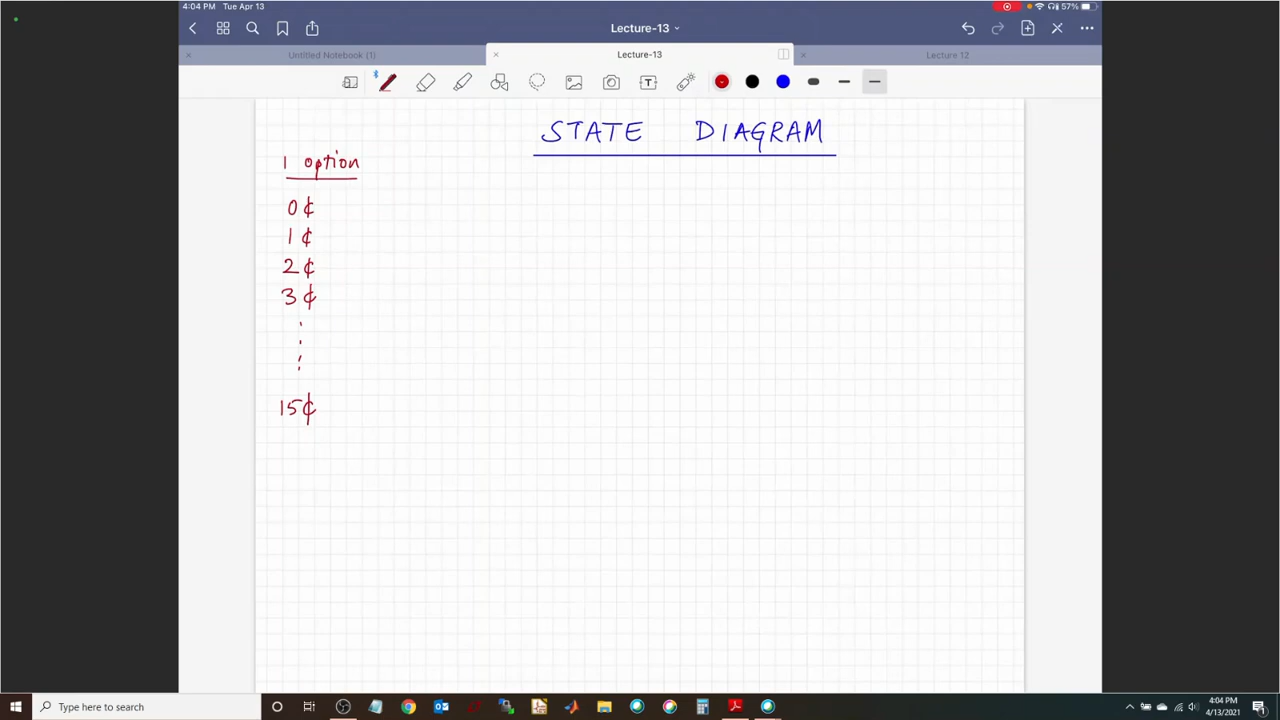 4:04 PM Tue Apr 13
57%
Lecture-13
Untitled Notebook (1)
Lecture-13
Lecture 12
STATE DIAGRAM
1 option
0¢
1¢
2¢
3¢
15¢
Type here to search
4:04 PM
4/13/2021